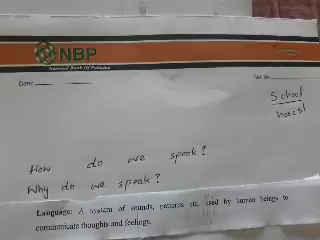 NBP
National Bank Of Pakistan
Date:
Tel No.
School
How do we speak?
Why do we speak?
Language: A system of sounds, patterns etc. used by human beings to
communicate thoughts and feelings.